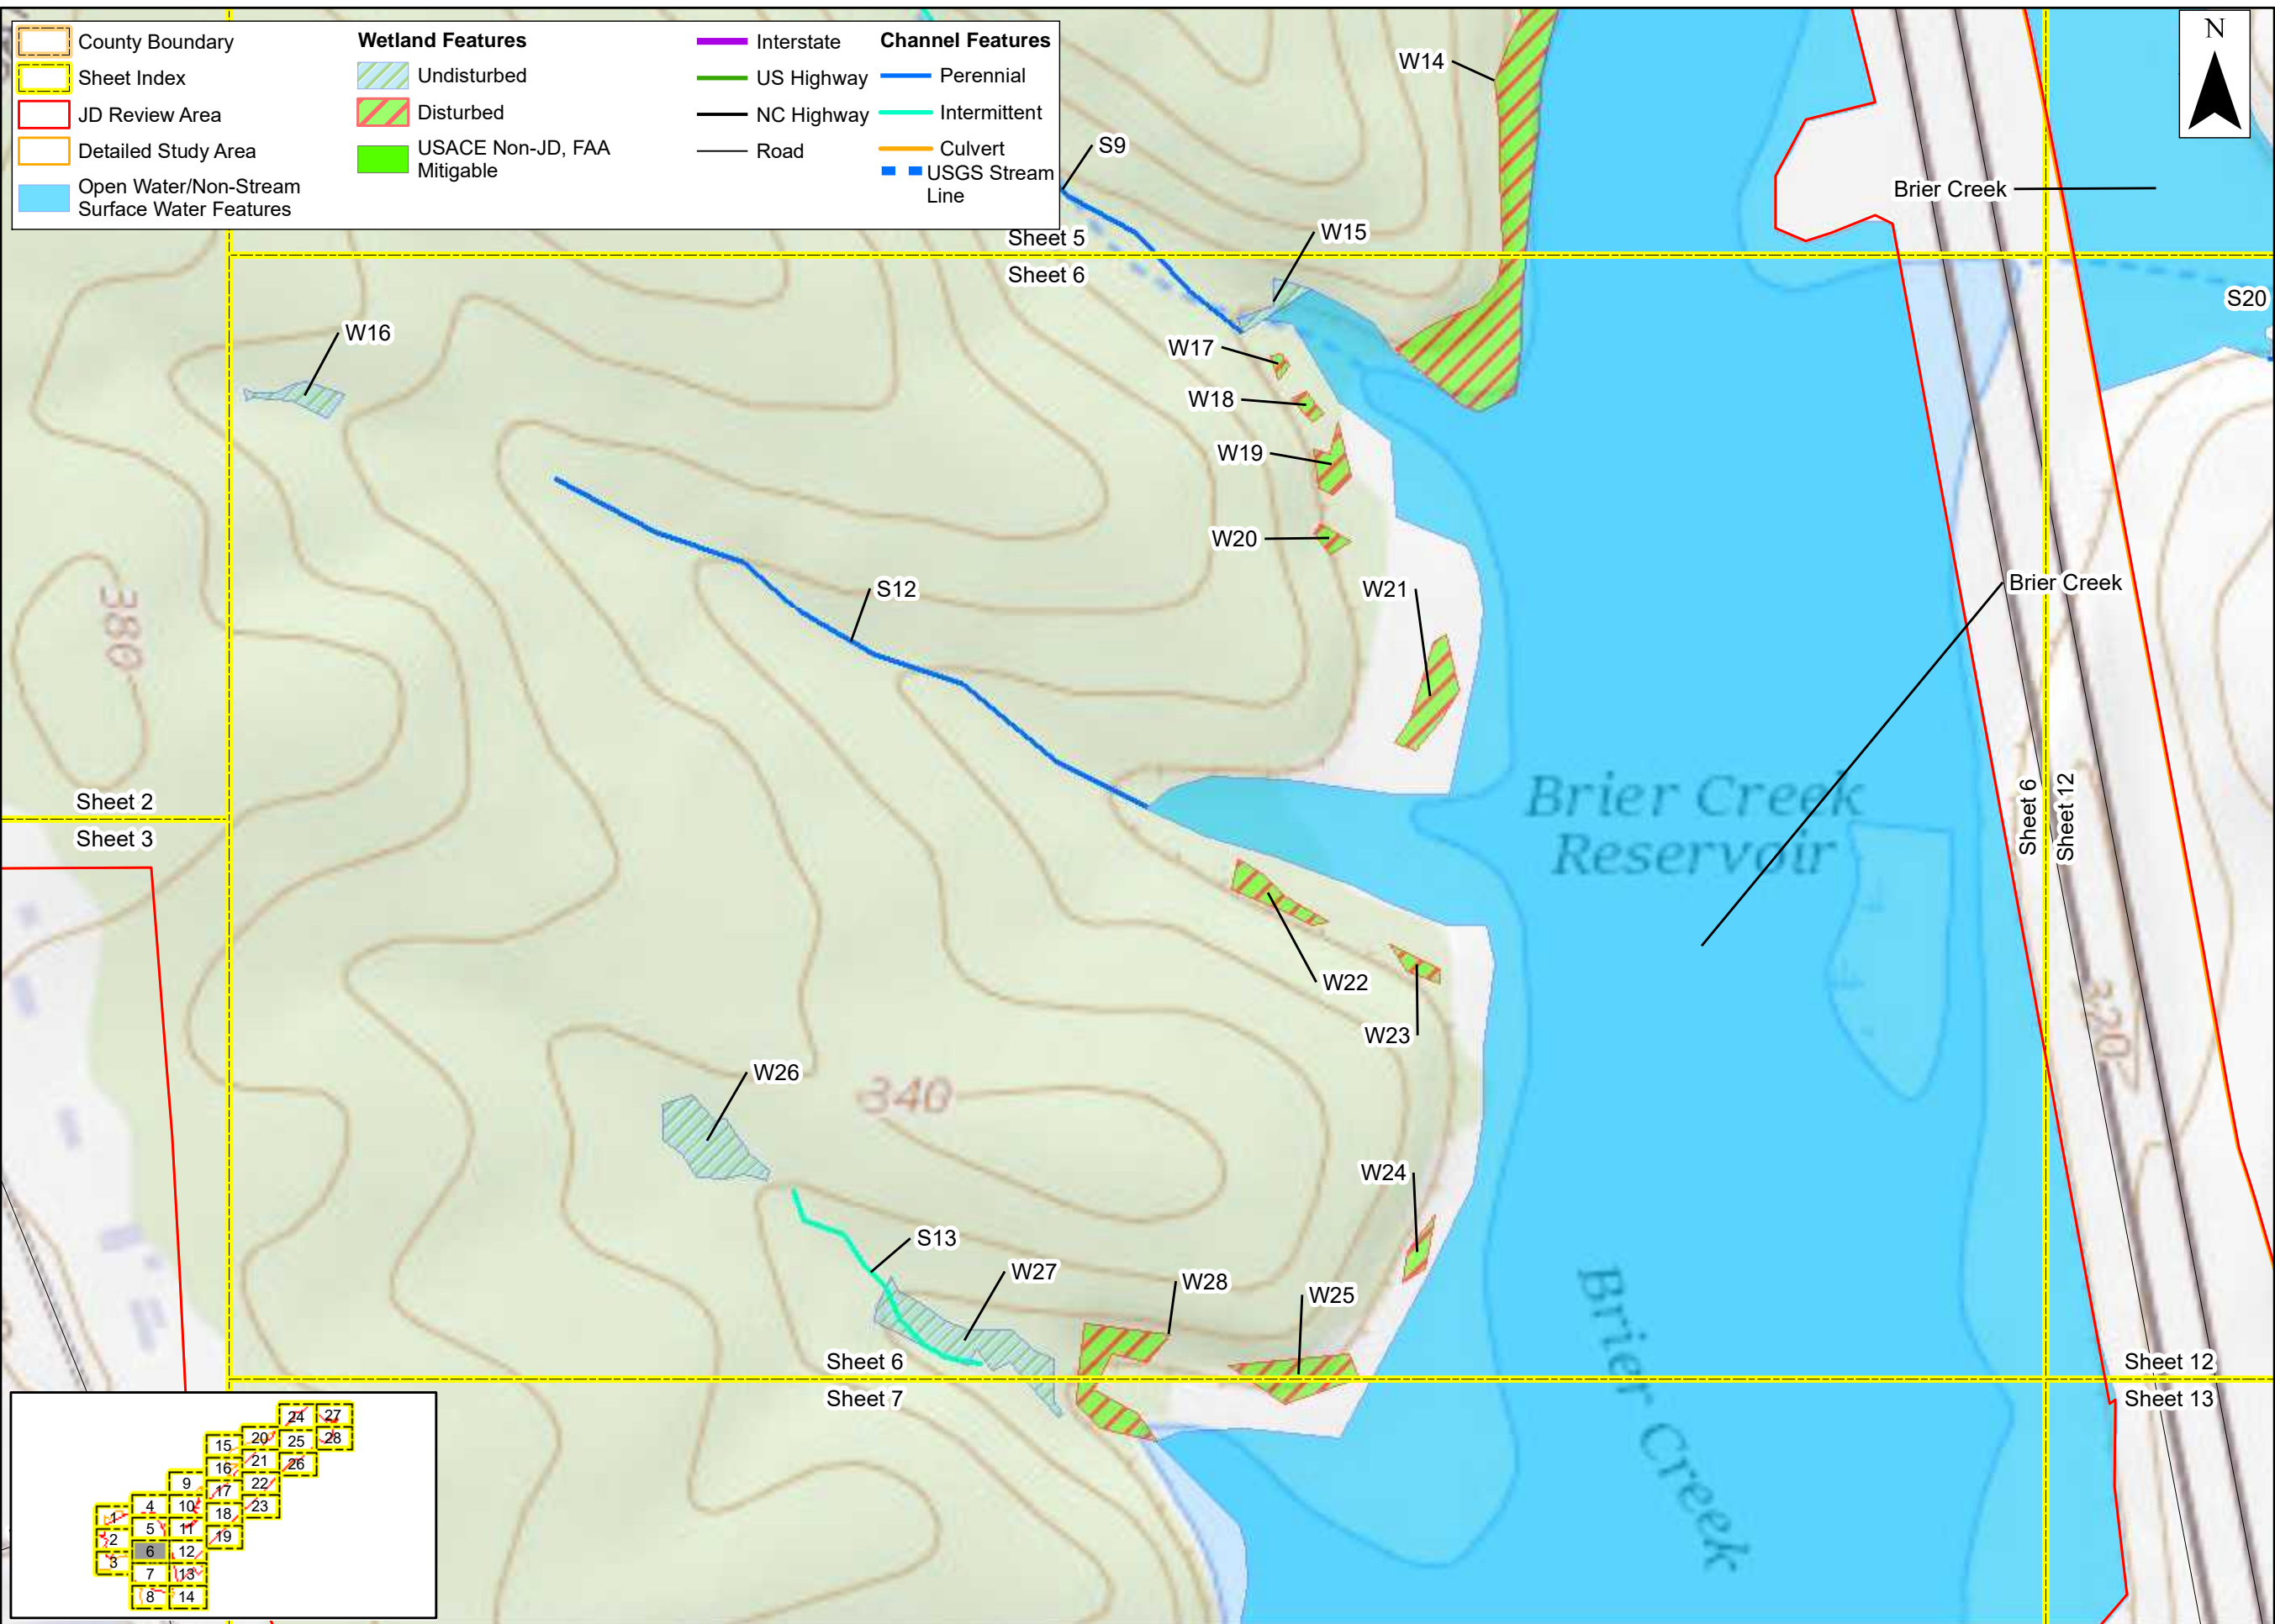 County Boundary
Sheet Index
JD Review Area
Detailed Study Area
Open Water/Non-Stream
Surface Water Features
Wetland Features
Undisturbed
Disturbed
USACE Non-JD, FAA
Mitigable
Interstate
US Highway
NC Highway
Road
Channel Features
Perennial
Intermittent
Culvert
USGS Stream
Line
N
W14
S9
Brier Creek
W15
Sheet 5
Sheet 6
S20
W16
W17
W18
W19
W20
W21
S12
Brier Creek
380
Sheet 2
Sheet 3
Brier Creek
Reservoir
Sheet 6
Sheet 12
W22
W23
320
W26
340
W24
S13
W27
W28
W25
Brier Creek
Sheet 6
Sheet 7
Sheet 12
Sheet 13
24 27
15 20 25 28
16 21 26
9 17 22
4 10 18 23
1 5 11 19
2 6 12
3 7 13
8 14